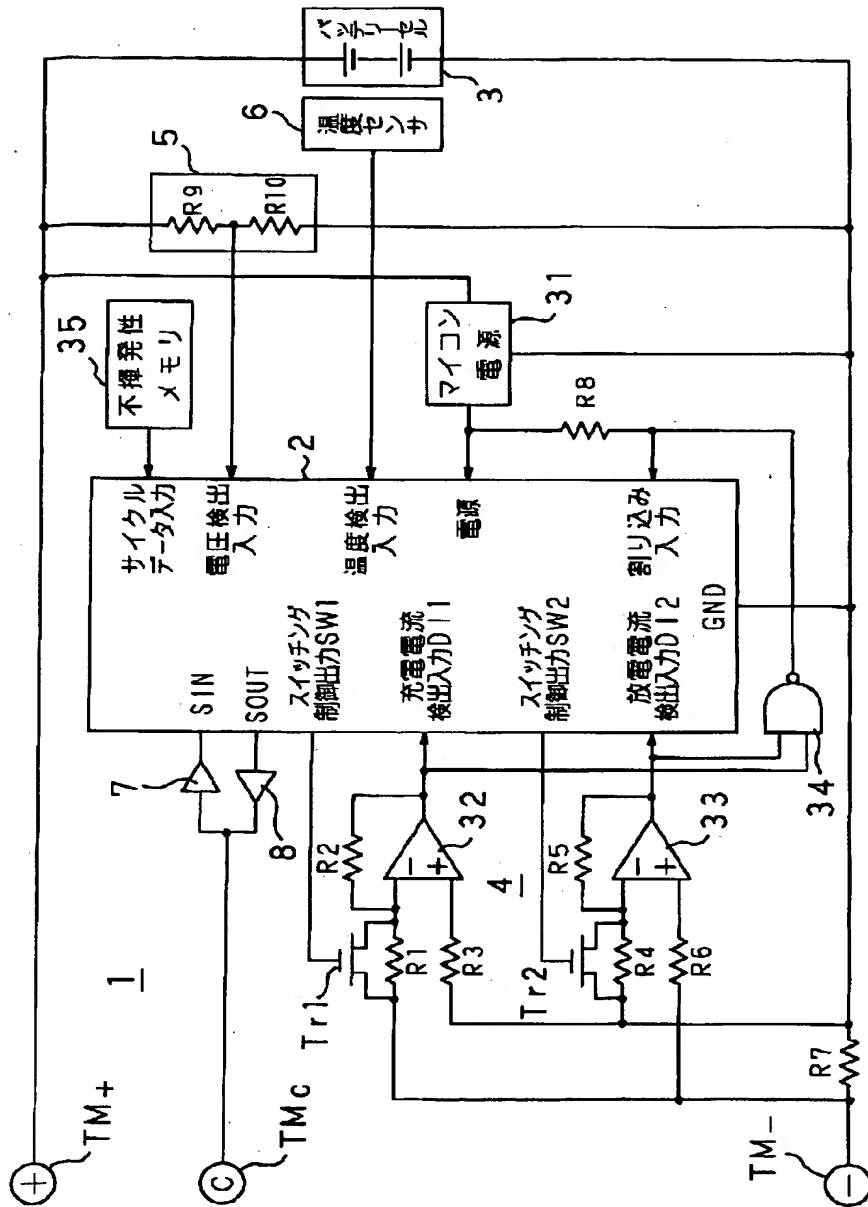 1
TM+
TMc
TM-
+
C
-
7
8
SIN
SOUT
2
サイクル
データ入力
電圧検出
入力
温度検出
入力
電源
割り込み
入力
GND
スイッチング
制御出力SW1
充電電流
検出入力DI1
スイッチング
制御出力SW2
放電電流
検出入力DI2
35
不揮発性
メモリ
5
R9
R10
6
温度センサ
バッテリーセル
3
マイコン
電源
31
R8
34
Tr1
R1
R2
R3
-
+
32
4
Tr2
R4
R5
R6
-
+
33
R7